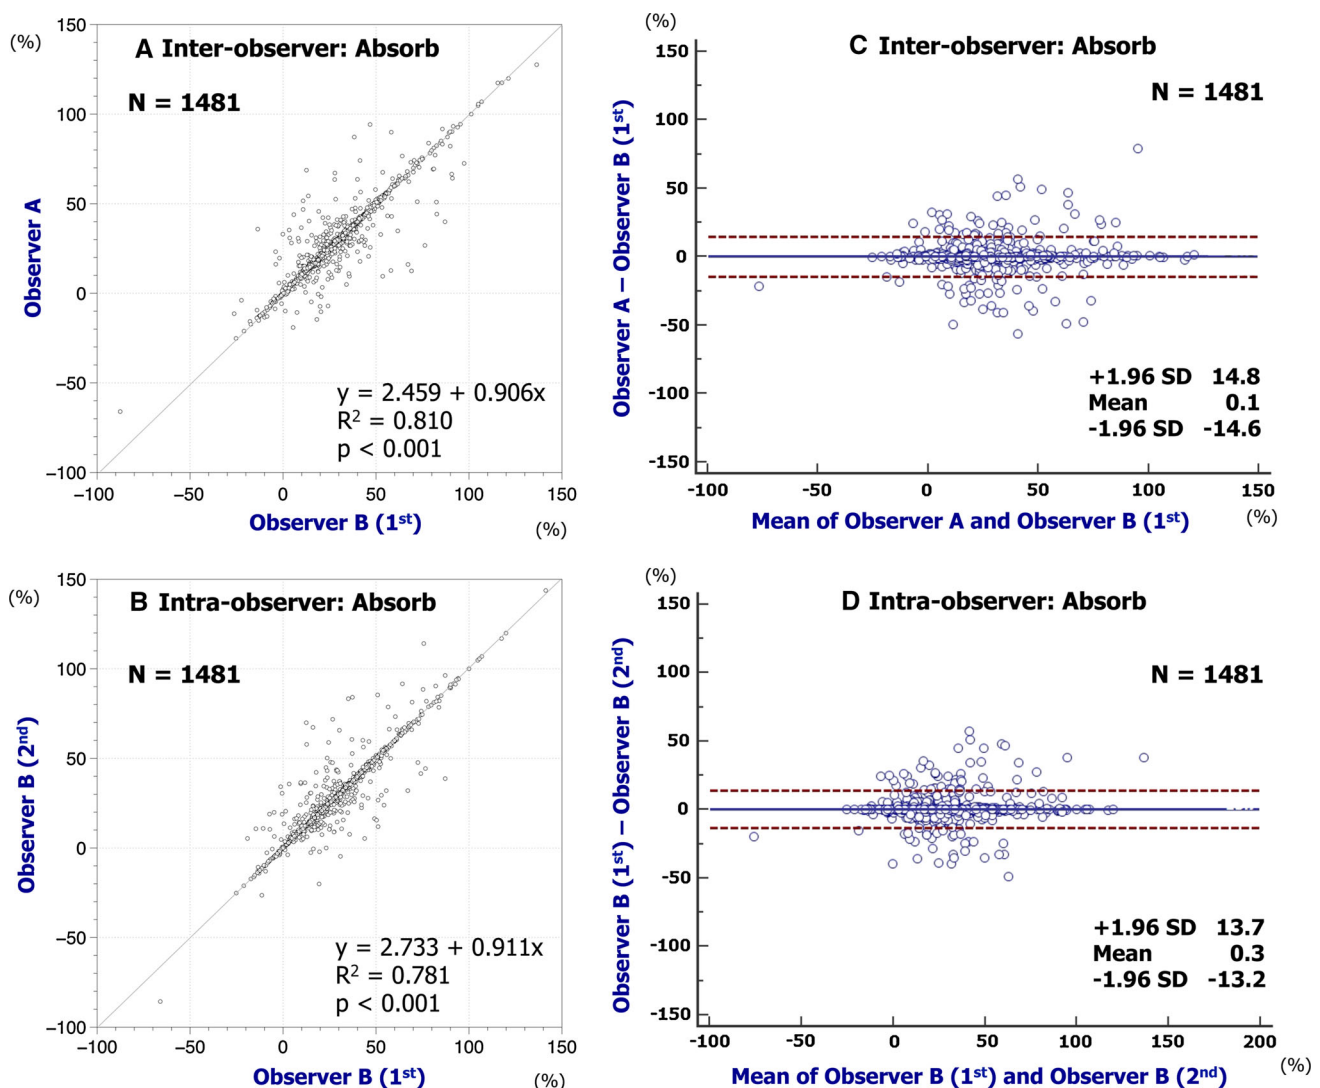 (%)
A Inter-observer: Absorb
N = 1481
Observer A
150
100
50
0
−50
−100
y = 2.459 + 0.906x
R² = 0.810
p < 0.001
−100 −50 0 50 100 150
Observer B (1st)
(%)
(%)
C Inter-observer: Absorb
N = 1481
Observer A − Observer B (1st)
150
100
50
0
-50
-100
-150
+1.96 SD 14.8
Mean 0.1
-1.96 SD -14.6
-100 -50 0 50 100 150
Mean of Observer A and Observer B (1st)
(%)
(%)
B Intra-observer: Absorb
N = 1481
Observer B (2nd)
150
100
50
0
−50
−100
y = 2.733 + 0.911x
R² = 0.781
p < 0.001
−100 −50 0 50 100 150
Observer B (1st)
(%)
(%)
D Intra-observer: Absorb
N = 1481
Observer B (1st) − Observer B (2nd)
150
100
50
0
-50
-100
-150
+1.96 SD 13.7
Mean 0.3
-1.96 SD -13.2
-100 -50 0 50 100 150 200
Mean of Observer B (1st) and Observer B (2nd)
(%)